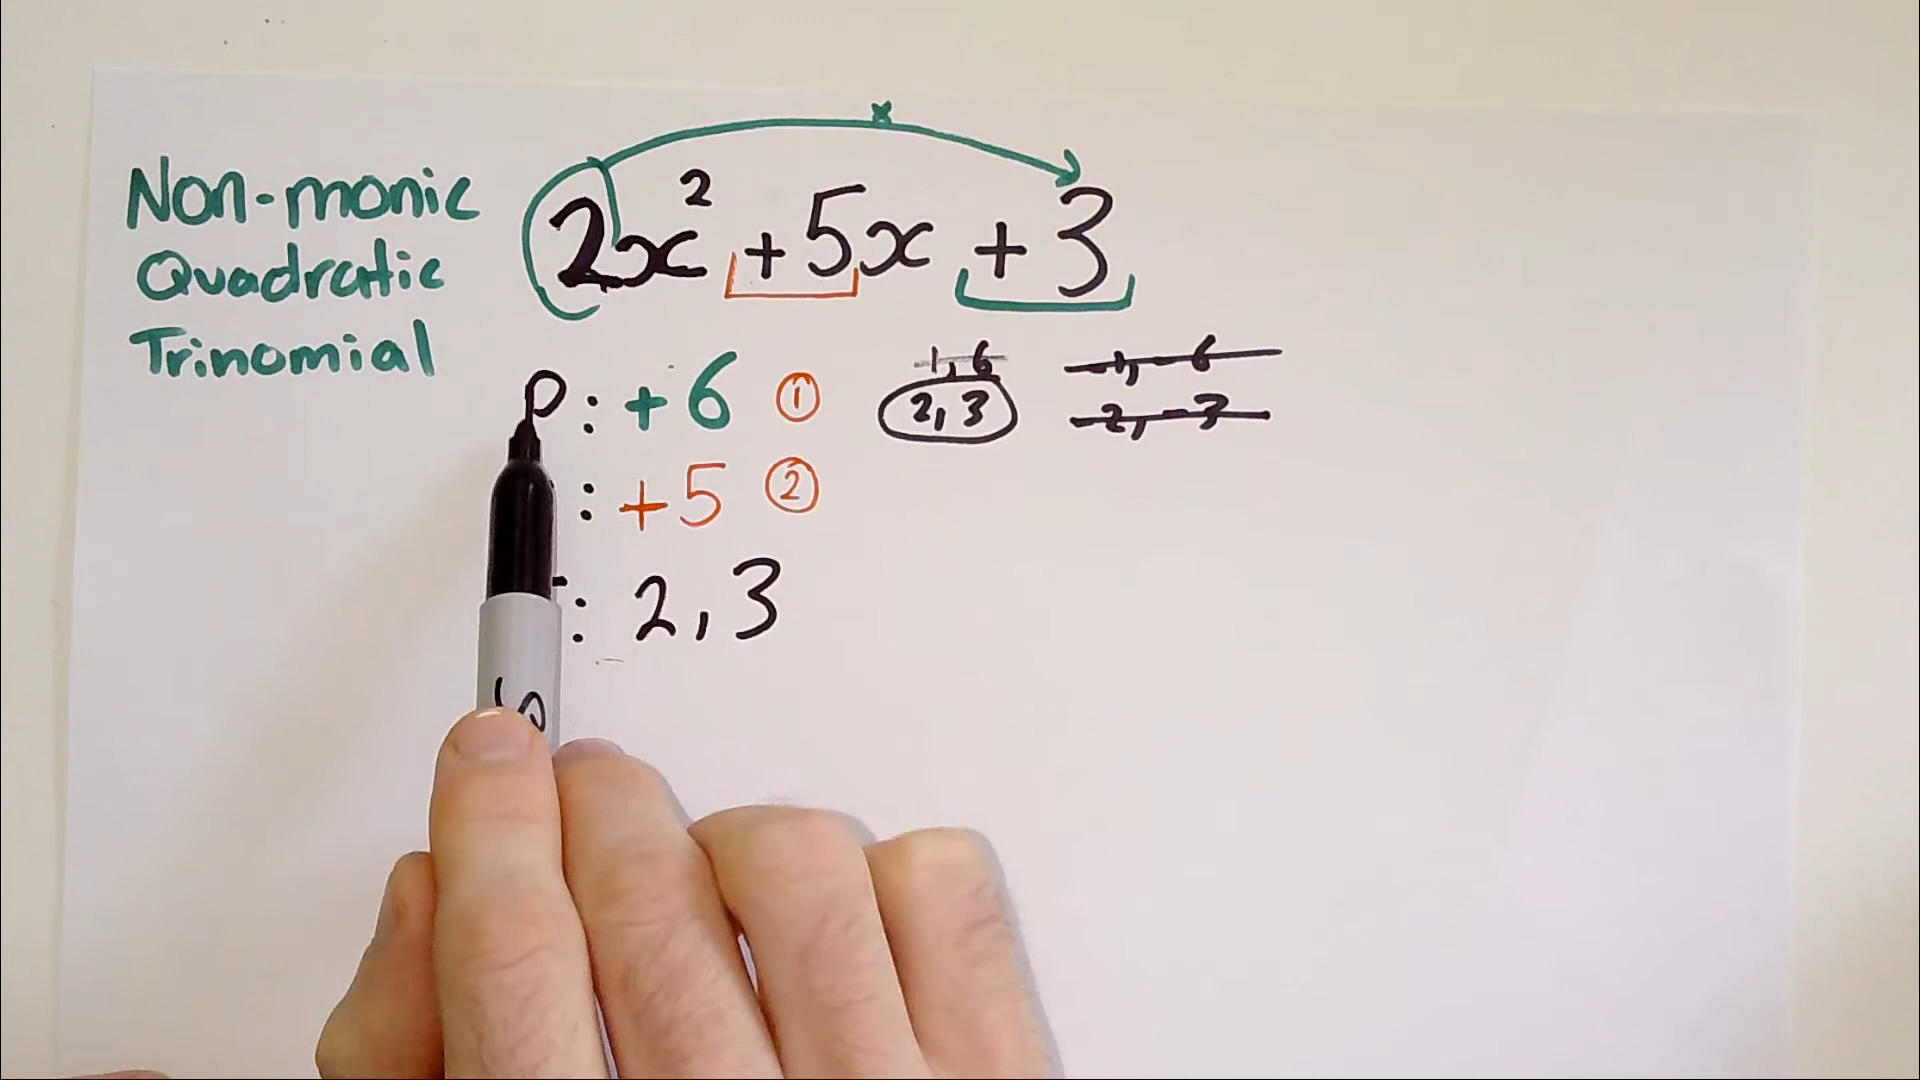 Non-monic
Quadratic
Trinomial
2x² + 5x + 3
x
P: +6 ①
: +5 ②
: 2, 3
1, 6
2, 3
-1, -6
-2, -3